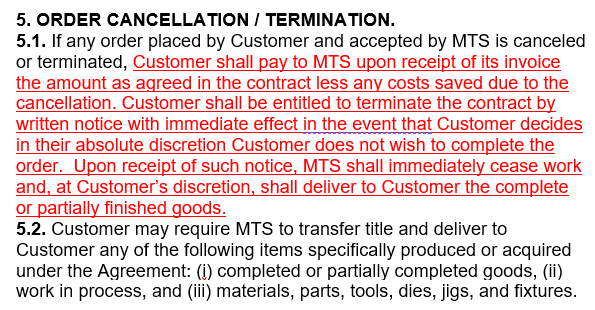 5. ORDER CANCELLATION / TERMINATION.
5.1. If any order placed by Customer and accepted by MTS is canceled
or terminated, Customer shall pay to MTS upon receipt of its invoice
the amount as agreed in the contract less any costs saved due to the
cancellation. Customer shall be entitled to terminate the contract by
written notice with immediate effect in the event that Customer decides
in their absolute discretion Customer does not wish to complete the
order.  Upon receipt of such notice, MTS shall immediately cease work
and, at Customer's discretion, shall deliver to Customer the complete
or partially finished goods.
5.2. Customer may require MTS to transfer title and deliver to
Customer any of the following items specifically produced or acquired
under the Agreement: (i) completed or partially completed goods, (ii)
work in process, and (iii) materials, parts, tools, dies, jigs, and fixtures.